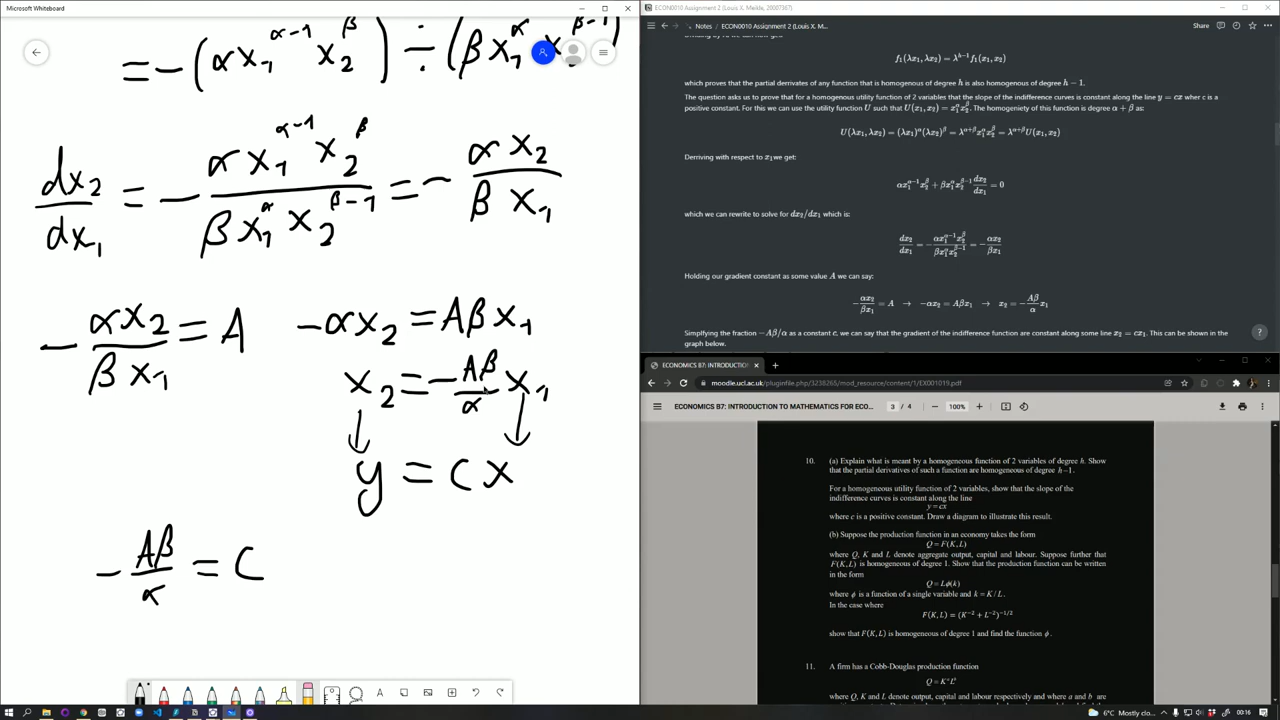 Microsoft Whiteboard
= - (αx₁^(α-1) x₂^β) ÷ (βx₁^α x₂^(β-1))
dx₂/dx₁ = - (αx₁^(α-1) x₂^β)/(βx₁^α x₂^(β-1)) = - (αx₂)/(βx₁)
- (αx₂)/(βx₁) = A
-αx₂ = Aβx₁
x₂ = - (Aβ/α) x₁
↓ ↓
y = cx
- Aβ/α = C
ECON0010 Assignment 2 (Louis X. Meikle, 20007367)
Notes / ECON0010 Assignment 2 (Louis X. M...
Share
f₁(λx₁, λx₂) = λ^(h-1) f₁(x₁, x₂)
which proves that the partial derivates of any function that is homogenous of degree h is also homogenous of degree h − 1.
The question asks us to prove that for a homogenous utility function of 2 variables that the slope of the indifference curves is constant along the line y = cx wher c is a
positive constant. For this we can use the utility function U such that U(x₁, x₂) = x₁^α x₂^β. The homogeniety of this function is degree α + β as:
U(λx₁, λx₂) = (λx₁)^α (λx₂)^β = λ^(α+β) x₁^α x₂^β = λ^(α+β) U(x₁, x₂)
Derriving with respect to x₁we get:
αx₁^(α-1) x₂^β + βx₁^α x₂^(β-1) dx₂/dx₁ = 0
which we can rewrite to solve for dx₂/dx₁ which is:
dx₂/dx₁ = − (αx₁^(α-1) x₂^β)/(βx₁^α x₂^(β-1)) = − (αx₂)/(βx₁)
Holding our gradient constant as some value A we can say:
− (αx₂)/(βx₁) = A → −αx₂ = Aβx₁ → x₂ = − (Aβ/α) x₁
Simplfying the fraction −Aβ/α as a constant c, we can say that the gradient of the indifference function are constant along some line x₂ = cx₁. This can be shown in the
graph below.
?
ECONOMICS B7: INTRODUCTION
moodle.ucl.ac.uk/pluginfile.php/3238265/mod_resource/content/1/EX001019.pdf
ECONOMICS B7: INTRODUCTION TO MATHEMATICS FOR ECO...
3 / 4
100%
10. (a) Explain what is meant by a homogeneous function of 2 variables of degree h. Show
that the partial derivatives of such a function are homogeneous of degree h−1.
For a homogeneous utility function of 2 variables, show that the slope of the
indifference curves is constant along the line
y = cx
where c is a positive constant. Draw a diagram to illustrate this result.
(b) Suppose the production function in an economy takes the form
Q = F(K, L)
where Q, K and L denote aggregate output, capital and labour. Suppose further that
F(K, L) is homogeneous of degree 1. Show that the production function can be written
in the form
Q = Lϕ(k)
where ϕ is a function of a single variable and k = K / L.
In the case where
F(K, L) = (K⁻² + L⁻²)^(−1/2)
show that F(K, L) is homogeneous of degree 1 and find the function ϕ.
11. A firm has a Cobb-Douglas production function
Q = KᵃLᵇ
where Q, K and L denote output, capital and labour respectively and where a and b are
6°C Mostly clo...
00:16